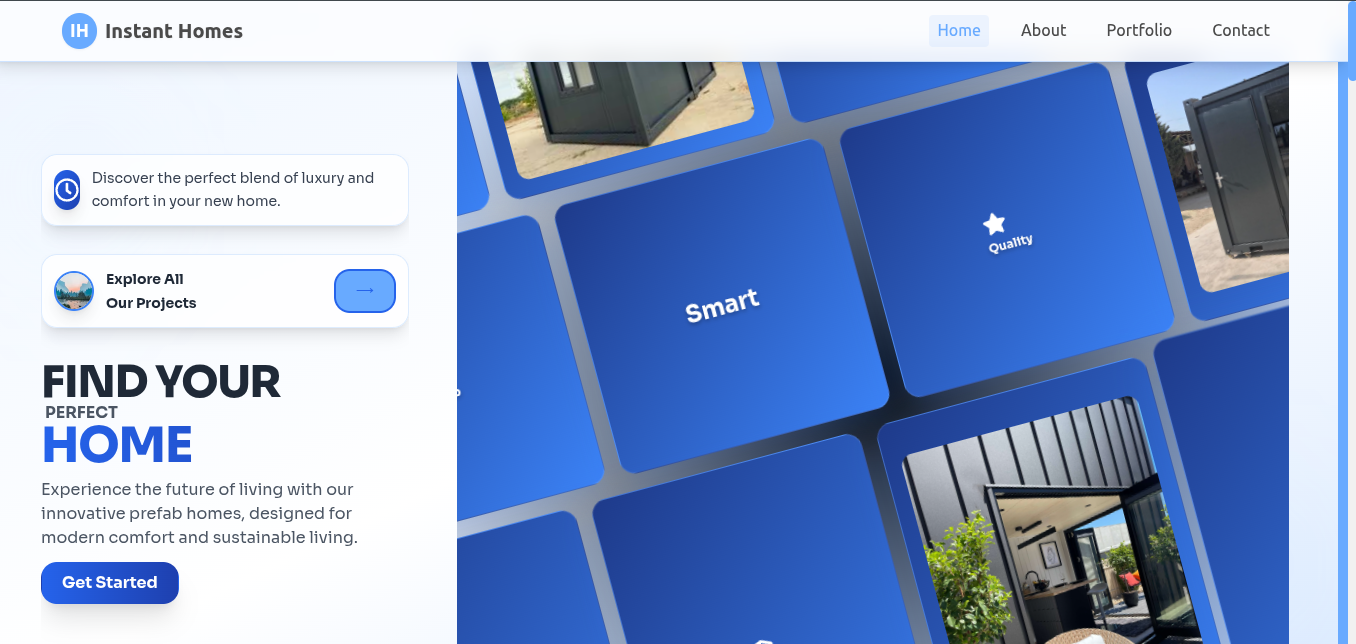 IH Instant Homes
Home About Portfolio Contact
Discover the perfect blend of luxury and
comfort in your new home.
Explore All
Our Projects
→
FIND YOUR
PERFECT
HOME
Experience the future of living with our
innovative prefab homes, designed for
modern comfort and sustainable living.
Get Started
Smart
Quality